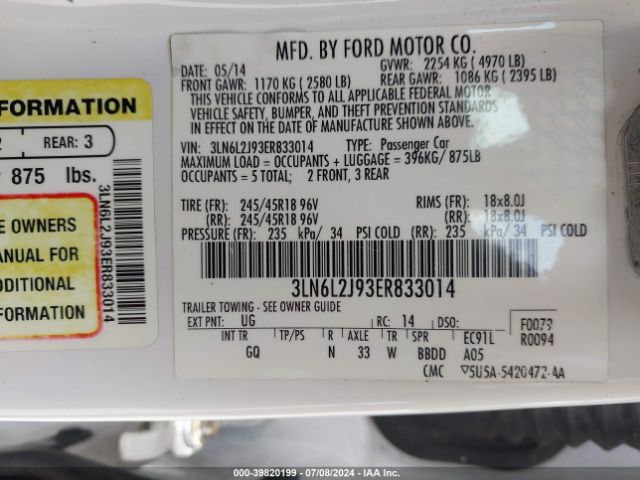 FORMATION
REAR: 3
875 lbs.
E OWNERS
ANUAL FOR
DDITIONAL
FORMATION
3LN6L2J93ER833014
MFD. BY FORD MOTOR CO.
DATE: 05/14 GVWR: 2254 KG ( 4970 LB)
FRONT GAWR: 1170 KG ( 2580 LB) REAR GAWR: 1086 KG ( 2395 LB)
THIS VEHICLE CONFORMS TO ALL APPLICABLE FEDERAL MOTOR
VEHICLE SAFETY, BUMPER, AND THEFT PREVENTION STANDARDS
IN EFFECT ON THE DATE OF MANUFACTURE SHOWN ABOVE.
VIN: 3LN6L2J93ER833014 TYPE: Passenger Car
MAXIMUM LOAD = OCCUPANTS + LUGGAGE = 396KG/ 875LB
OCCUPANTS = 5 TOTAL; 2 FRONT, 3 REAR
TIRE (FR): 245/45R18 96V RIMS (FR): 18x8.0J
(RR): 245/45R18 96V (RR): 18x8.0J
PRESSURE (FR): 235 kPa/ 34 PSI COLD (RR): 235 kPa/ 34 PSI COLD
3LN6L2J93ER833014
TRAILER TOWING - SEE OWNER GUIDE
EXT PNT: UG RC: 14 DSO: F0079
INT TR TP/PS R AXLE TR SPR EC91L R0094
GQ N 33 W BBDD A05
CMC ▽5U5A-5420472-AA
000-39820199 - 07/08/2024 - IAA Inc.